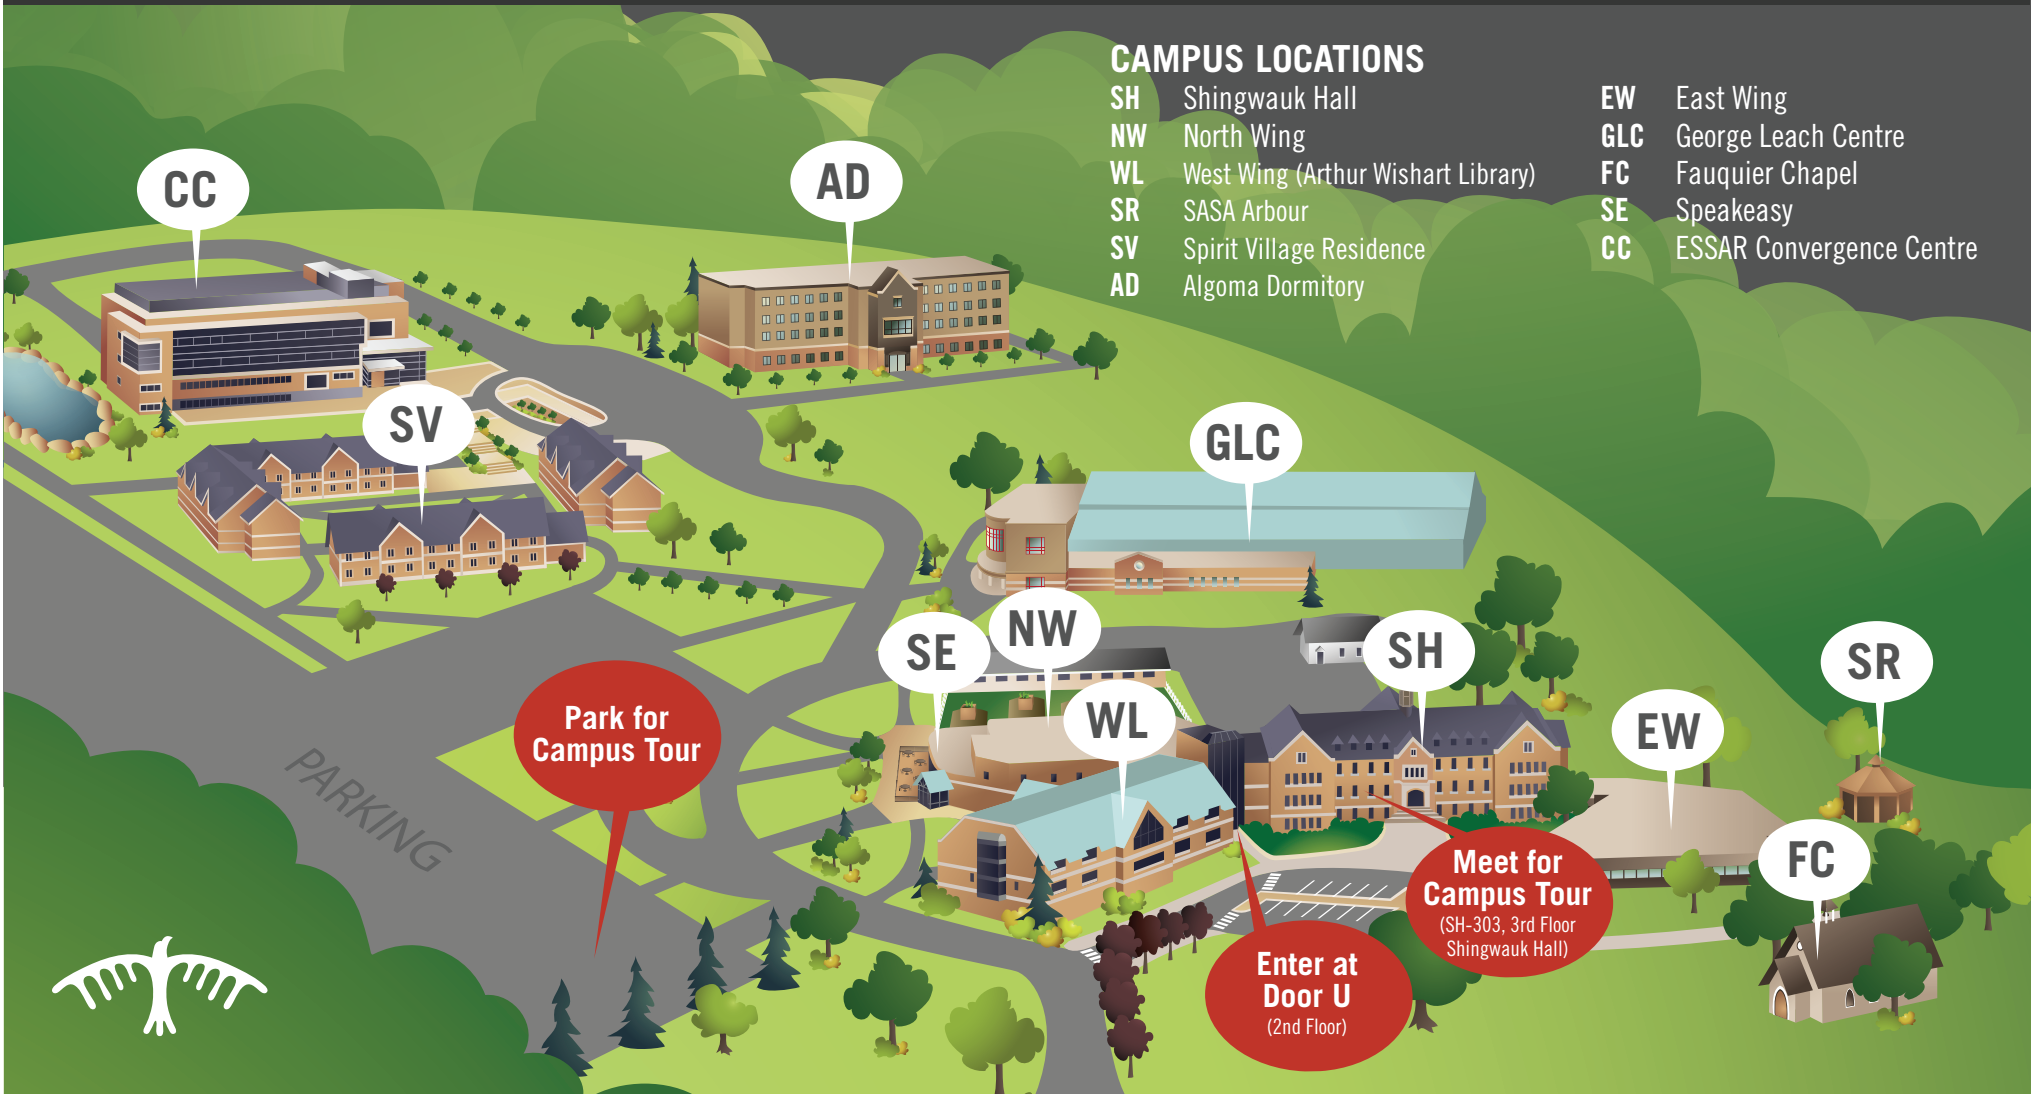 CAMPUS LOCATIONS
SH Shingwauk Hall
NW North Wing
WL West Wing (Arthur Wishart Library)
SR SASA Arbour
SV Spirit Village Residence
AD Algoma Dormitory
EW East Wing
GLC George Leach Centre
FC Fauquier Chapel
SE Speakeasy
CC ESSAR Convergence Centre
CC
AD
SV
GLC
NW
SE
SH
SR
WL
EW
FC
Park for
Campus Tour
PARKING
Meet for
Campus Tour
(SH-303, 3rd Floor
Shingwauk Hall)
Enter at
Door U
(2nd Floor)